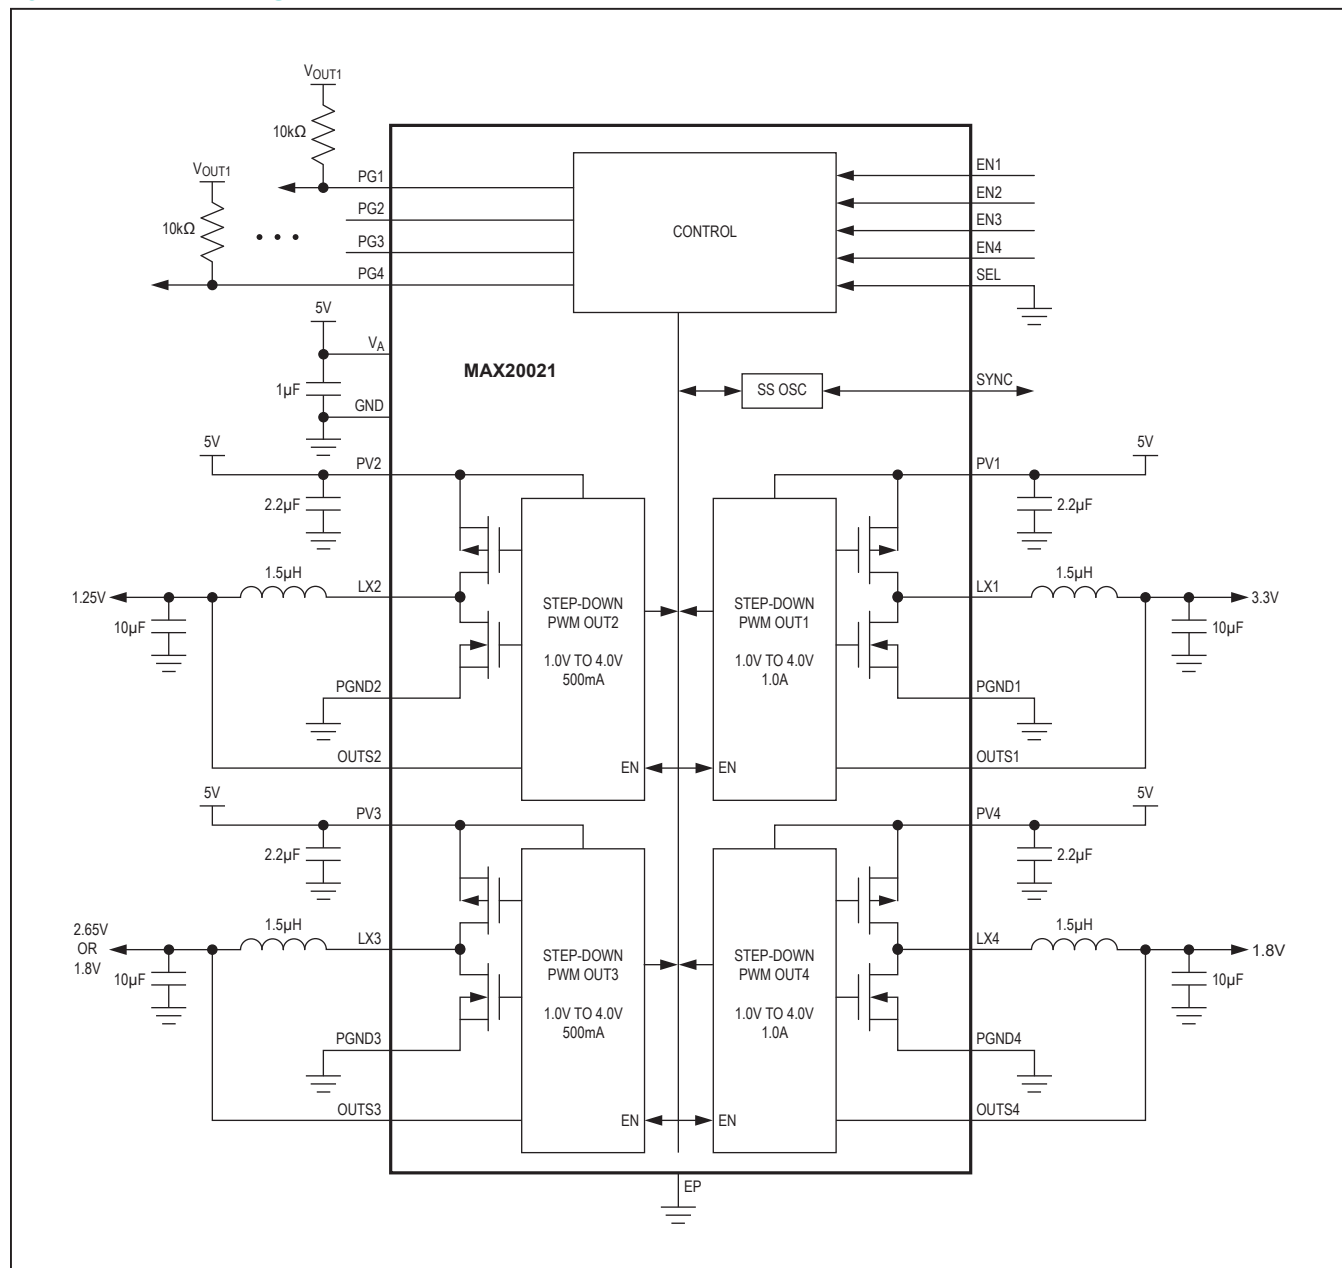 VOUT1
10kΩ
VOUT1
10kΩ
PG1
PG2
PG3
PG4
CONTROL
EN1
EN2
EN3
EN4
SEL
5V
VA
1µF
GND
MAX20021
SS OSC
SYNC
5V
PV2
2.2µF
PV1
5V
2.2µF
1.5µH
LX2
1.25V
10µF
STEP-DOWN
PWM OUT2
1.0V TO 4.0V
500mA
STEP-DOWN
PWM OUT1
1.0V TO 4.0V
1.0A
LX1
1.5µH
3.3V
10µF
PGND2
PGND1
OUTS2
EN
EN
OUTS1
5V
PV3
2.2µF
PV4
5V
2.2µF
1.5µH
LX3
2.65V
OR
1.8V
10µF
STEP-DOWN
PWM OUT3
1.0V TO 4.0V
500mA
STEP-DOWN
PWM OUT4
1.0V TO 4.0V
1.0A
LX4
1.5µH
1.8V
10µF
PGND3
PGND4
OUTS3
EN
EN
OUTS4
EP